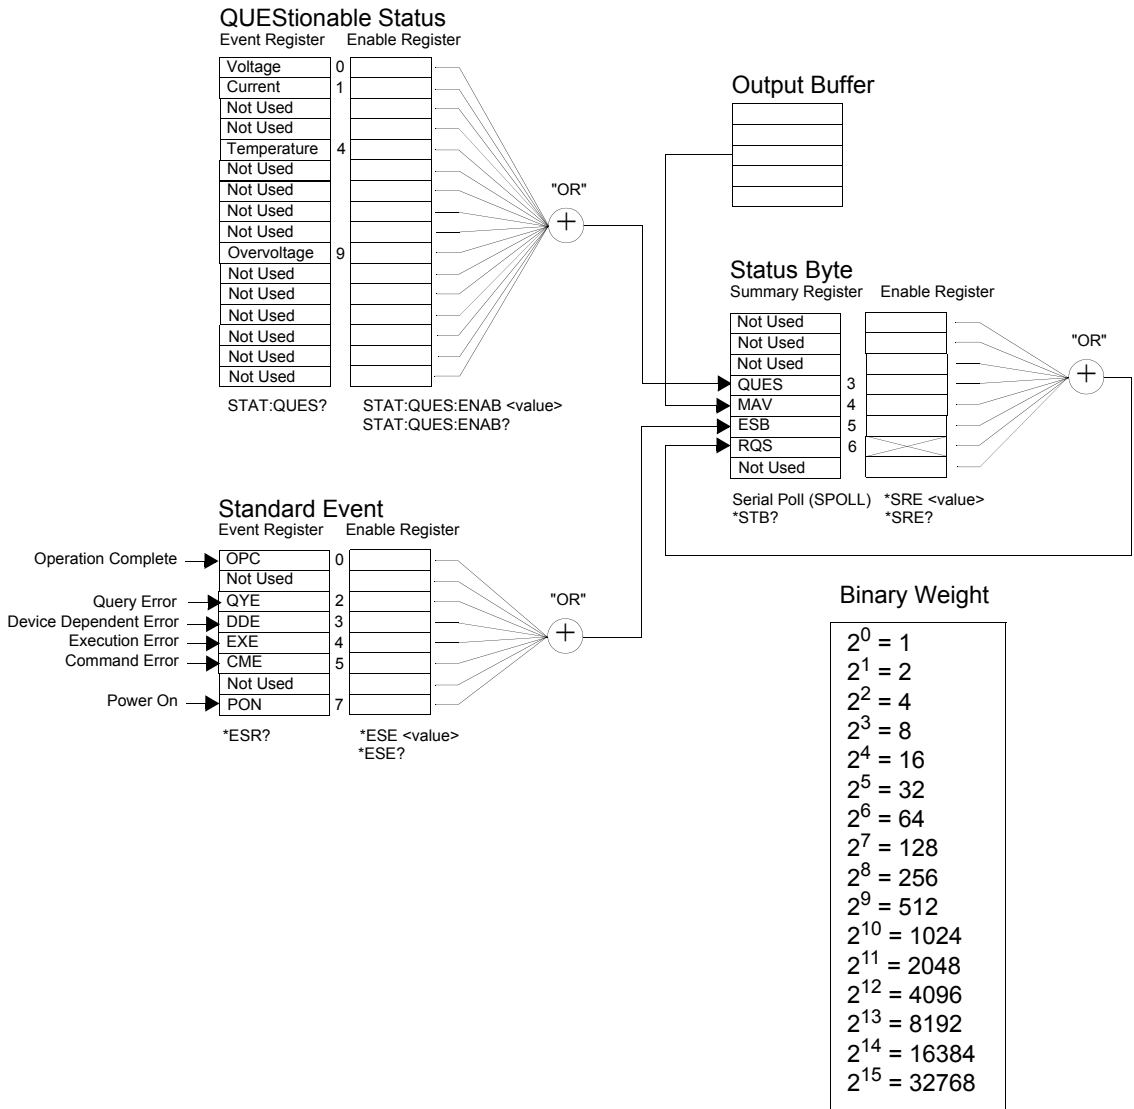 QUEStionable Status
Event Register Enable Register
Voltage 0
Current 1
Not Used
Not Used
Temperature 4
Not Used
Not Used
Not Used
Not Used
Overvoltage 9
Not Used
Not Used
Not Used
Not Used
Not Used
Not Used
STAT:QUES? STAT:QUES:ENAB <value>
STAT:QUES:ENAB?
"OR"
+
Output Buffer
Status Byte
Summary Register Enable Register
Not Used
Not Used
Not Used
QUES 3
MAV 4
ESB 5
RQS 6
Not Used
Serial Poll (SPOLL) *SRE <value>
*STB? *SRE?
"OR"
+
Standard Event
Event Register Enable Register
Operation Complete OPC 0
Not Used
Query Error QYE 2
Device Dependent Error DDE 3
Execution Error EXE 4
Command Error CME 5
Not Used
Power On PON 7
*ESR? *ESE <value>
*ESE?
"OR"
+
Binary Weight
2^0 = 1
2^1 = 2
2^2 = 4
2^3 = 8
2^4 = 16
2^5 = 32
2^6 = 64
2^7 = 128
2^8 = 256
2^9 = 512
2^10 = 1024
2^11 = 2048
2^12 = 4096
2^13 = 8192
2^14 = 16384
2^15 = 32768